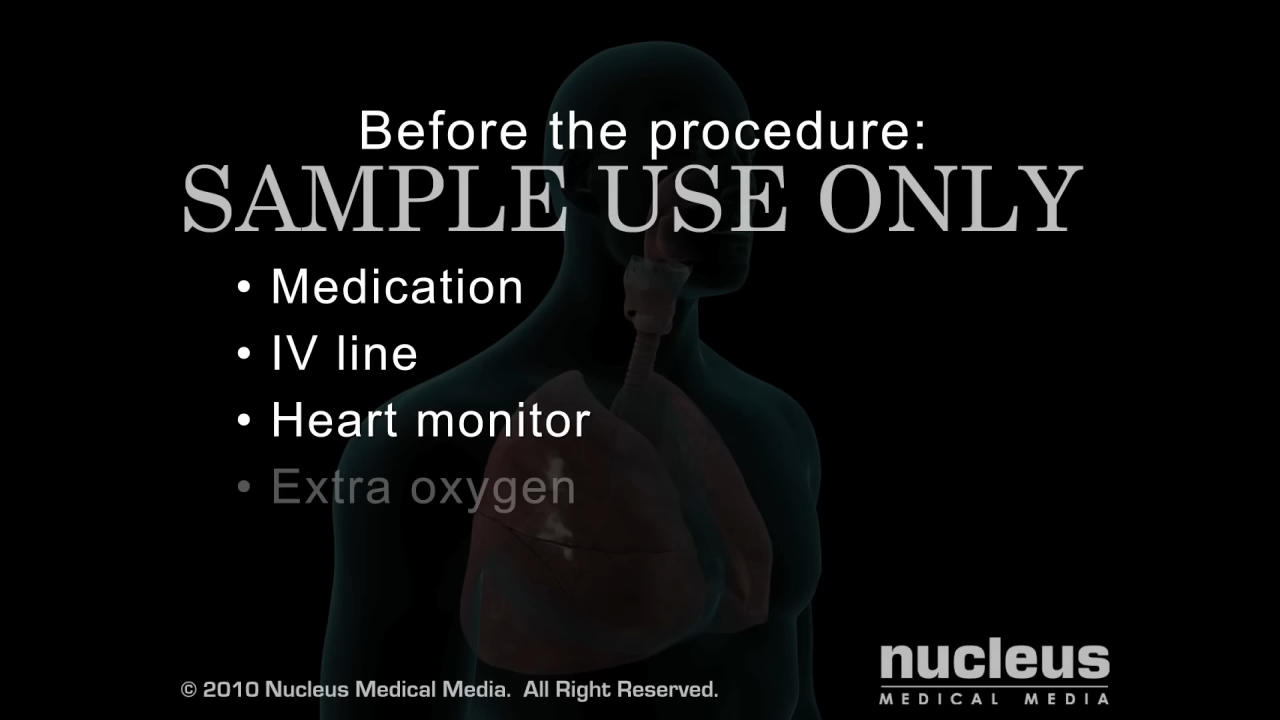 Before the procedure:
SAMPLE USE ONLY
• Medication
• IV line
• Heart monitor
• Extra oxygen
© 2010 Nucleus Medical Media. All Right Reserved.
nucleus
MEDICAL MEDIA